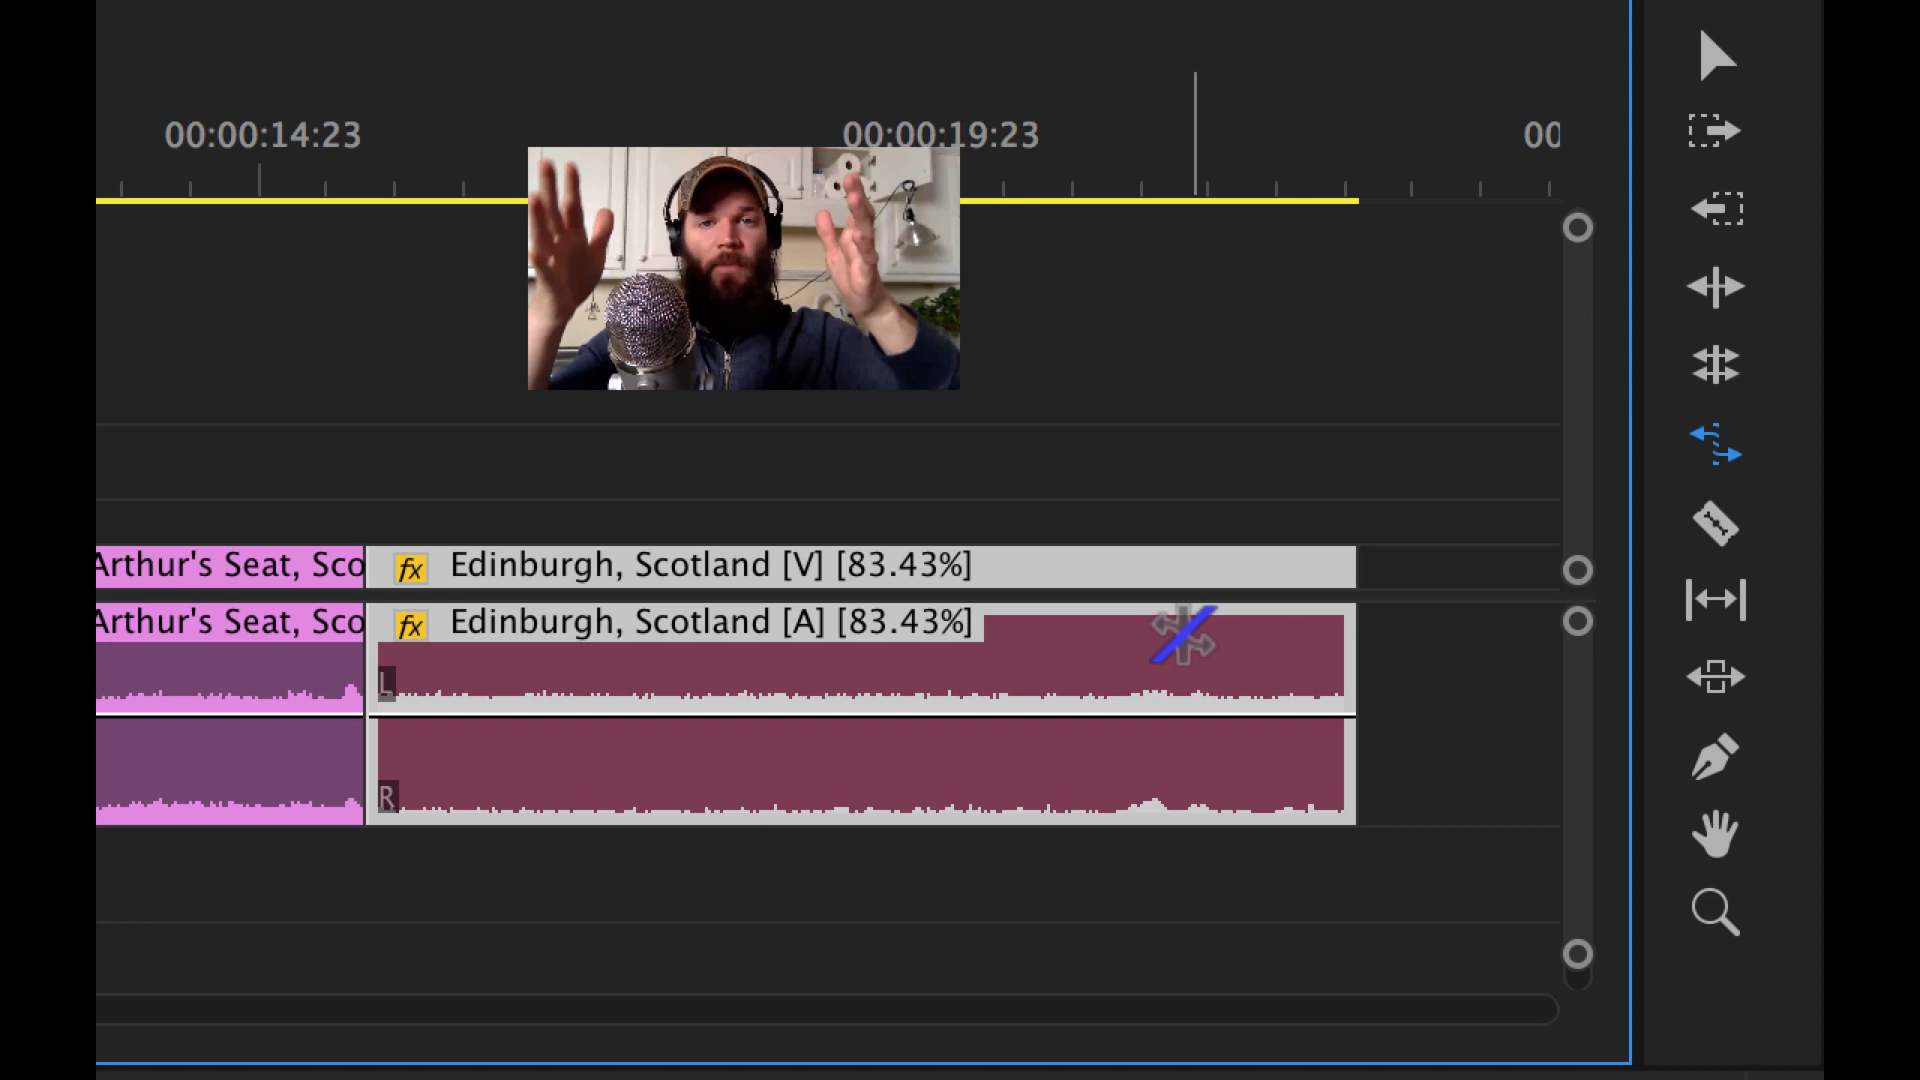 00:00:14:23
00:00:19:23
00
Arthur's Seat, Sco
fx Edinburgh, Scotland [V] [83.43%]
Arthur's Seat, Sco
fx Edinburgh, Scotland [A] [83.43%]
L
R